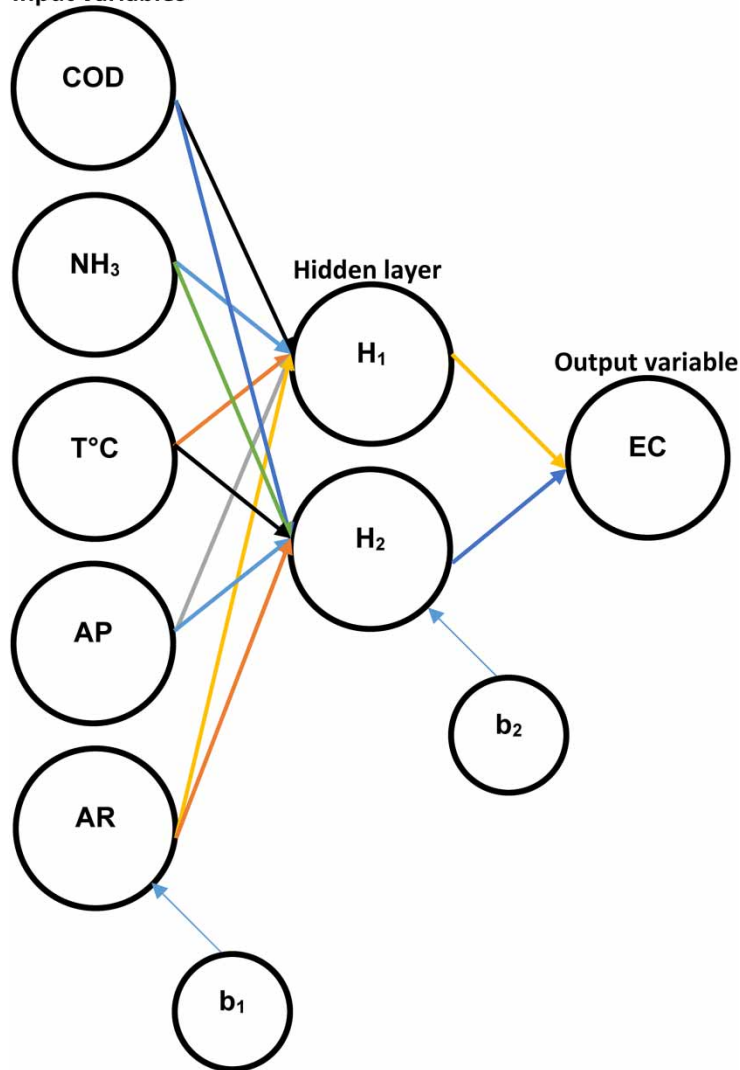 Input variables
COD
NH₃
Hidden layer
H₁
Output variable
T°C
EC
H₂
AP
b₂
AR
b₁